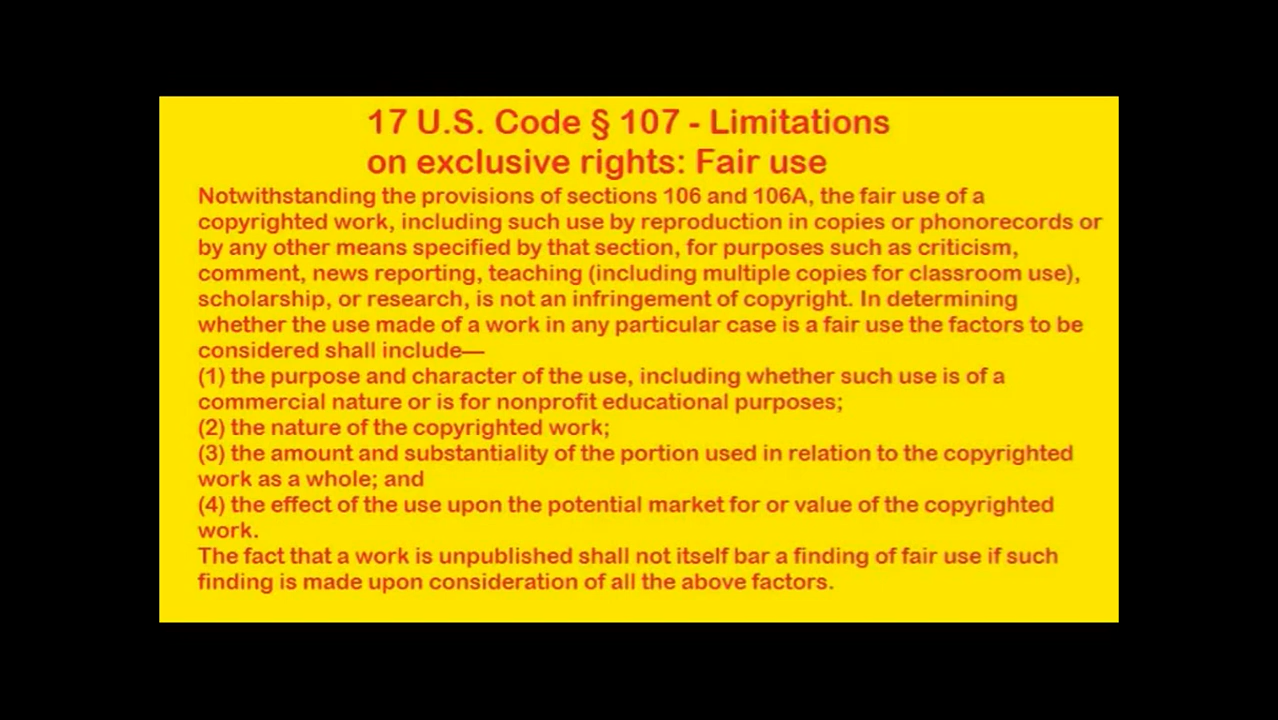 17 U.S. Code § 107 - Limitations
on exclusive rights: Fair use
Notwithstanding the provisions of sections 106 and 106A, the fair use of a
copyrighted work, including such use by reproduction in copies or phonorecords or
by any other means specified by that section, for purposes such as criticism,
comment, news reporting, teaching (including multiple copies for classroom use),
scholarship, or research, is not an infringement of copyright. In determining
whether the use made of a work in any particular case is a fair use the factors to be
considered shall include—
(1) the purpose and character of the use, including whether such use is of a
commercial nature or is for nonprofit educational purposes;
(2) the nature of the copyrighted work;
(3) the amount and substantiality of the portion used in relation to the copyrighted
work as a whole; and
(4) the effect of the use upon the potential market for or value of the copyrighted
work.
The fact that a work is unpublished shall not itself bar a finding of fair use if such
finding is made upon consideration of all the above factors.